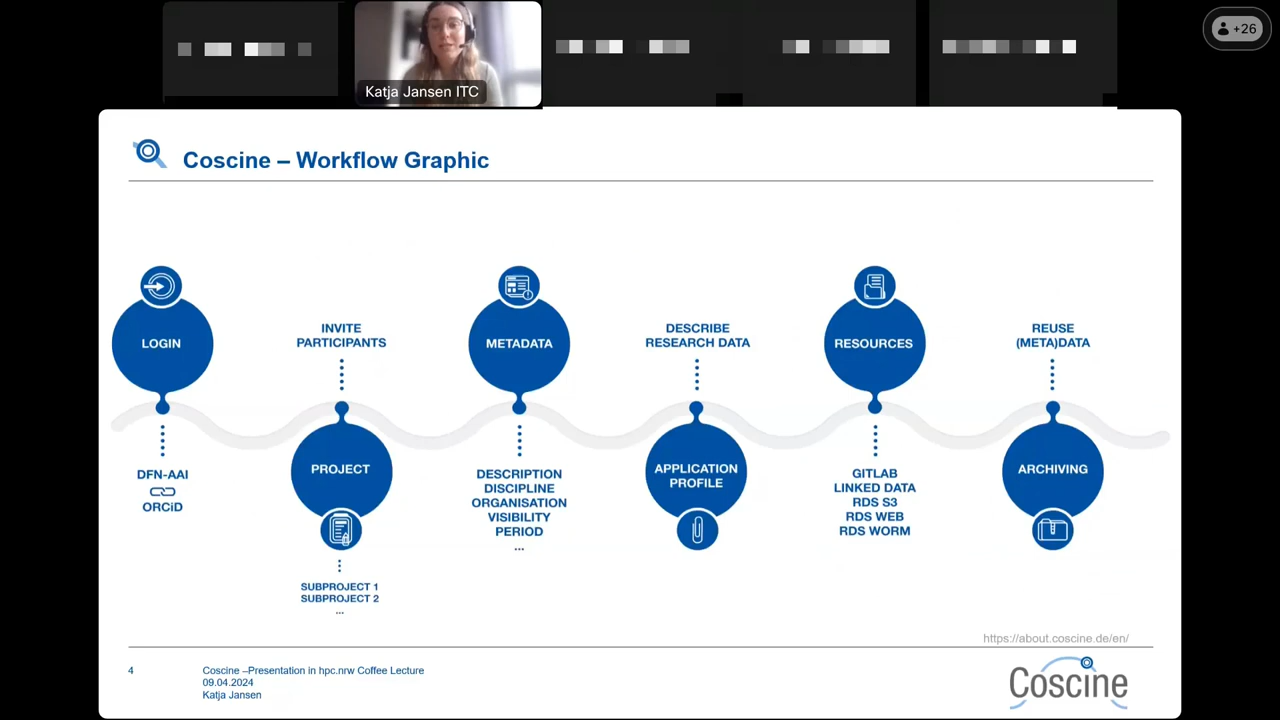 +26
Katja Jansen ITC
Coscine – Workflow Graphic
LOGIN
DFN-AAI
ORCiD
INVITE
PARTICIPANTS
PROJECT
SUBPROJECT 1
SUBPROJECT 2
...
METADATA
DESCRIPTION
DISCIPLINE
ORGANISATION
VISIBILITY
PERIOD
...
DESCRIBE
RESEARCH DATA
APPLICATION
PROFILE
RESOURCES
GITLAB
LINKED DATA
RDS S3
RDS WEB
RDS WORM
REUSE
(META)DATA
ARCHIVING
https://about.coscine.de/en/
4
Coscine –Presentation in hpc.nrw Coffee Lecture
09.04.2024
Katja Jansen
Coscine